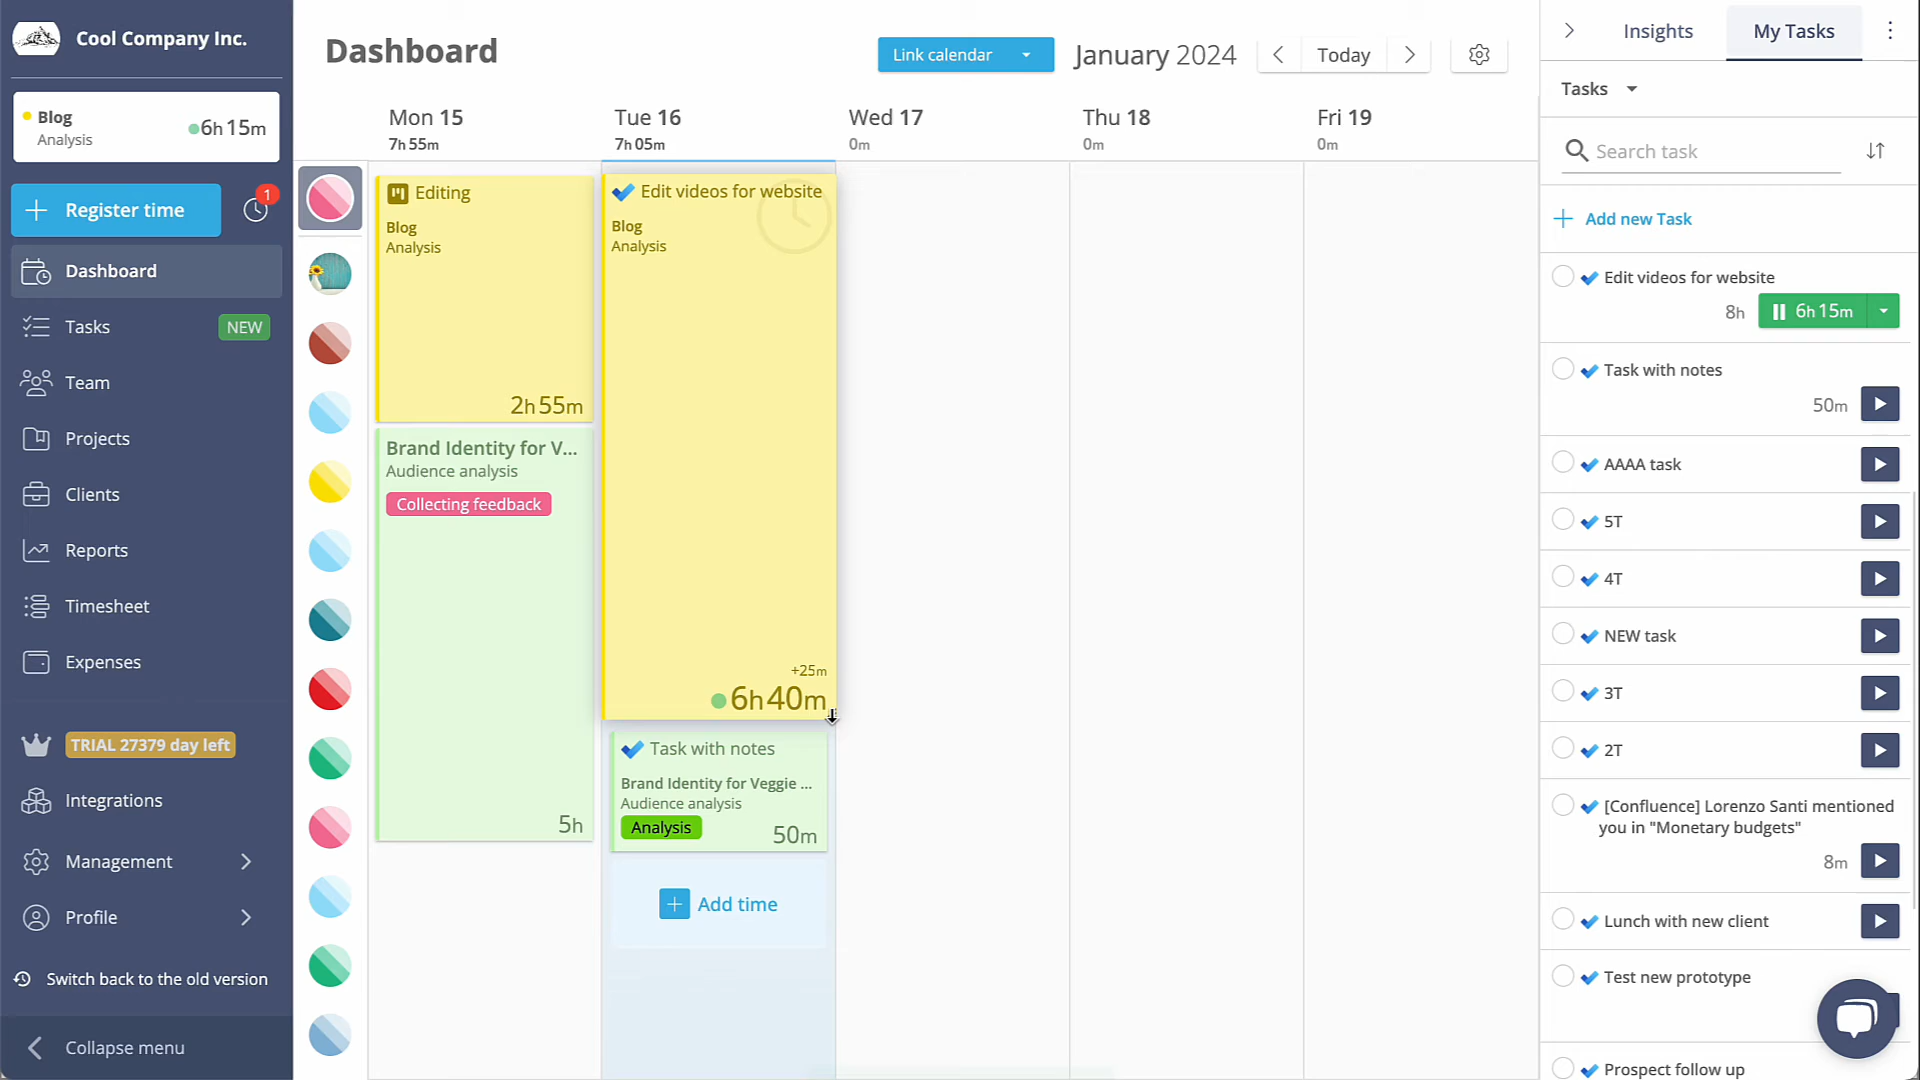 Cool Company Inc.
Blog
Analysis
6h 15m
Register time
1
Dashboard
Tasks
NEW
Team
Projects
Clients
Reports
Timesheet
Expenses
TRIAL 27379 day left
Integrations
Management
Profile
Switch back to the old version
Collapse menu
Dashboard
Link calendar
January 2024
Today
Mon 15
7h 55m
Tue 16
7h 05m
Wed 17
0m
Thu 18
0m
Fri 19
0m
Editing
Blog
Analysis
2h 55m
Brand Identity for V...
Audience analysis
Collecting feedback
5h
Edit videos for website
Blog
Analysis
+25m
6h 40m
Task with notes
Brand Identity for Veggie ...
Audience analysis
Analysis
50m
Add time
Insights
My Tasks
Tasks
Search task
Add new Task
Edit videos for website
8h
6h 15m
Task with notes
50m
AAAA task
5T
4T
NEW task
3T
2T
[Confluence] Lorenzo Santi mentioned
you in "Monetary budgets"
8m
Lunch with new client
Test new prototype
Prospect follow up